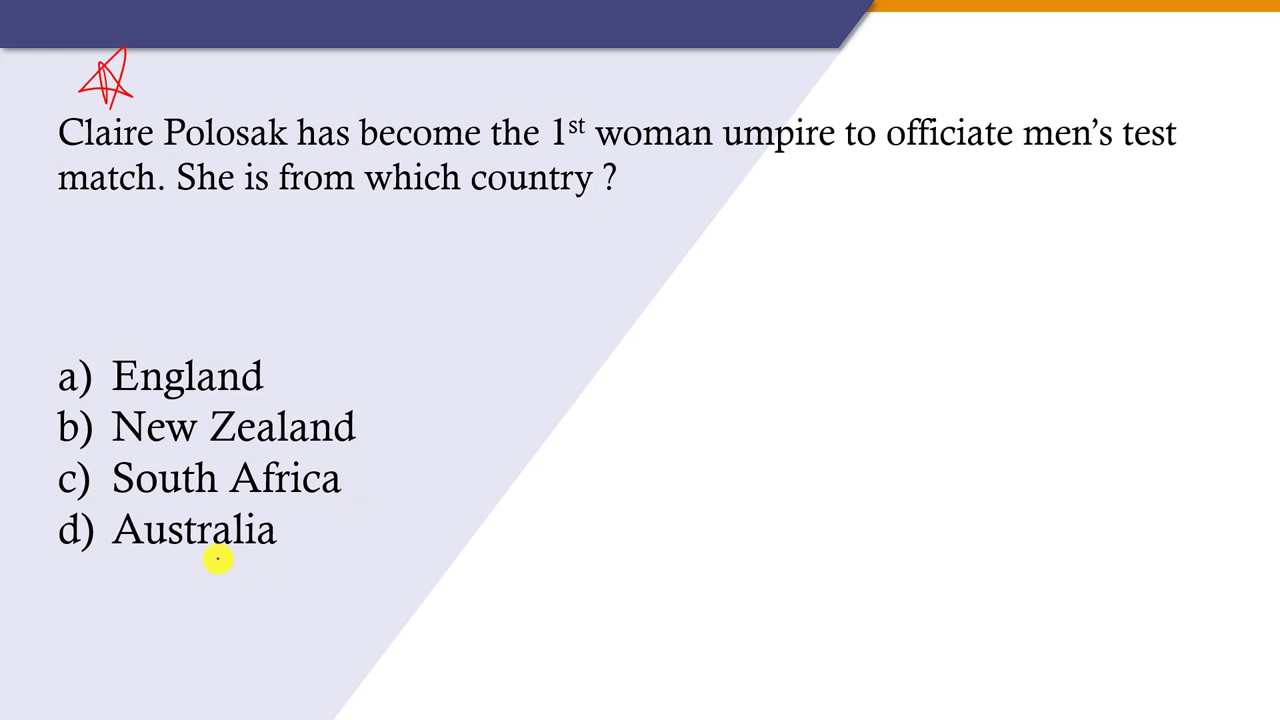 Claire Polosak has become the 1st woman umpire to officiate men’s test
match. She is from which country ?
a) England
b) New Zealand
c) South Africa
d) Australia